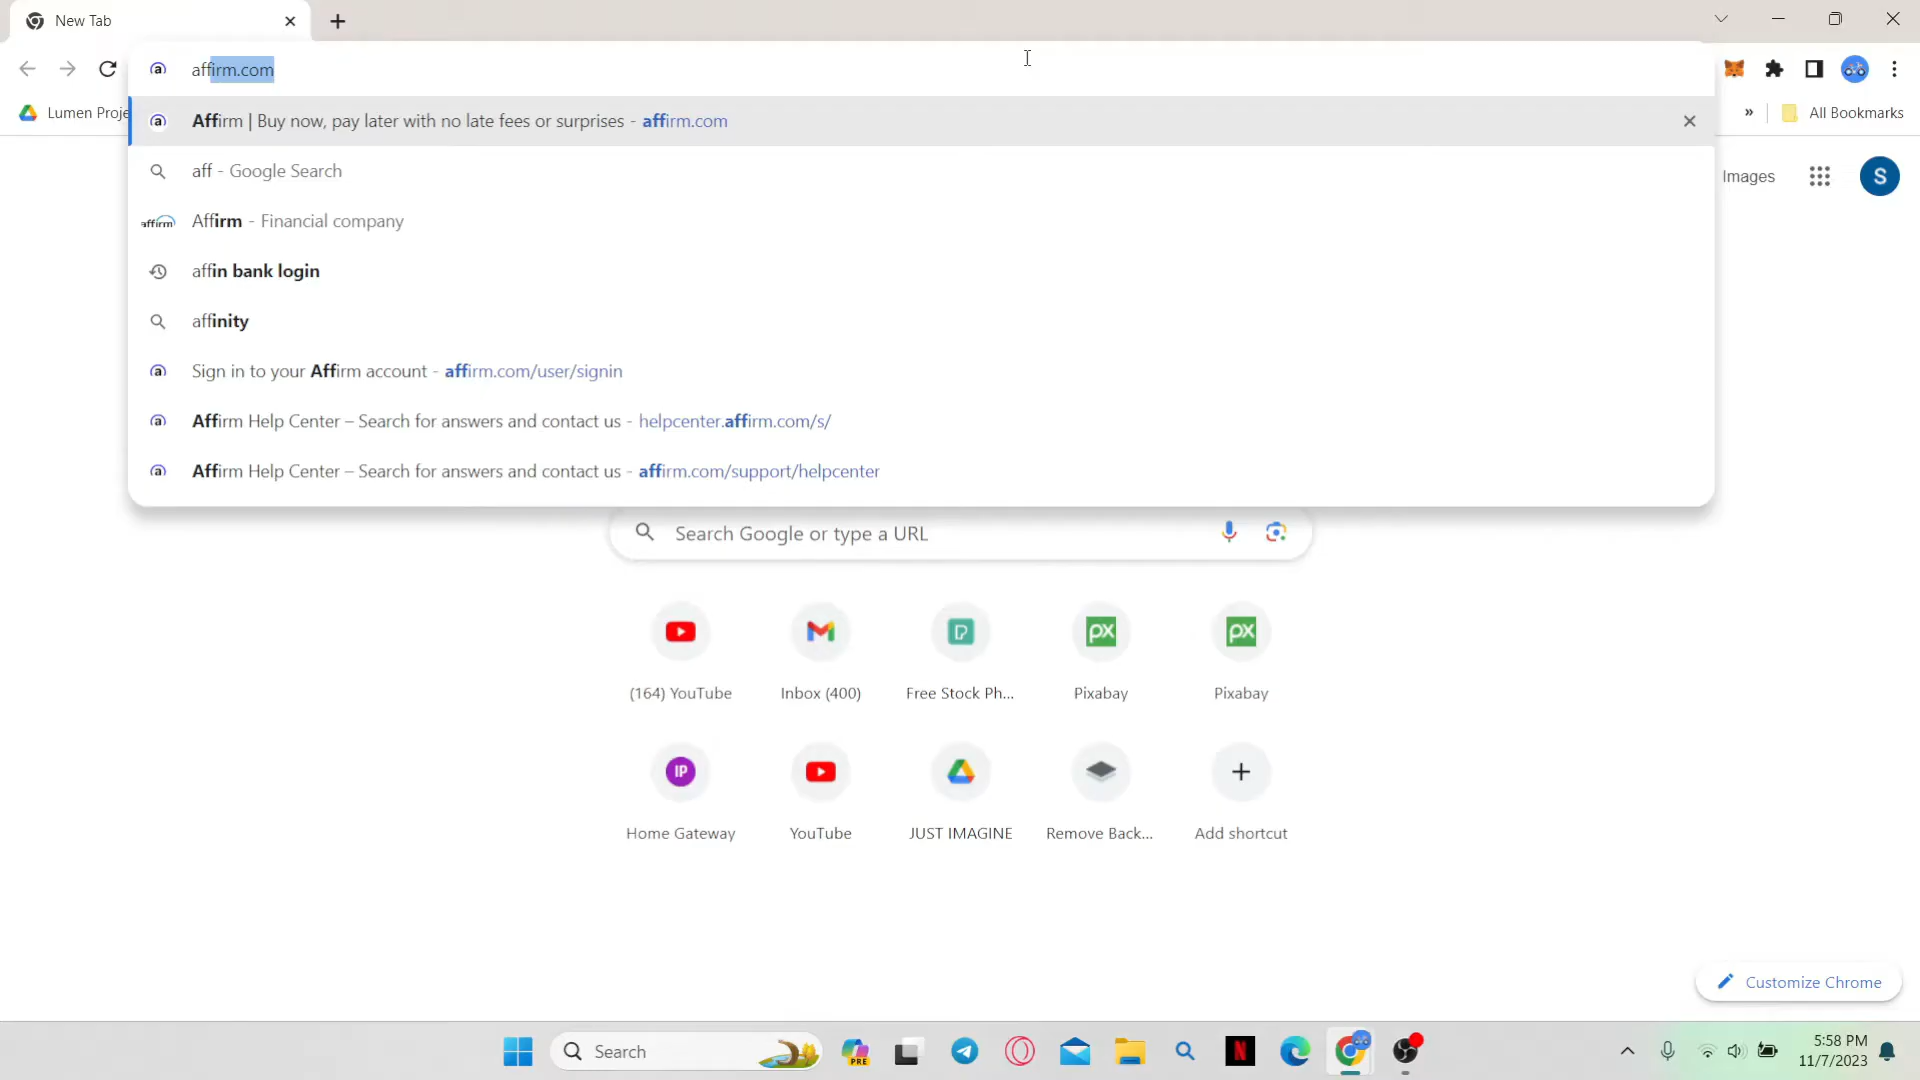 New Tab
affirm.com
Lumen Proje
»
All Bookmarks
Affirm | Buy now, pay later with no late fees or surprises - affirm.com
aff - Google Search
affirm
Affirm - Financial company
affin bank login
affinity
Sign in to your Affirm account - affirm.com/user/signin
Affirm Help Center – Search for answers and contact us - helpcenter.affirm.com/s/
Affirm Help Center – Search for answers and contact us - affirm.com/support/helpcenter
Images
S
Search Google or type a URL
(164) YouTube
Inbox (400)
Free Stock Ph...
px
Pixabay
px
Pixabay
IP
Home Gateway
YouTube
JUST IMAGINE
Remove Back...
Add shortcut
Customize Chrome
Search
PRE
N
5:58 PM
11/7/2023